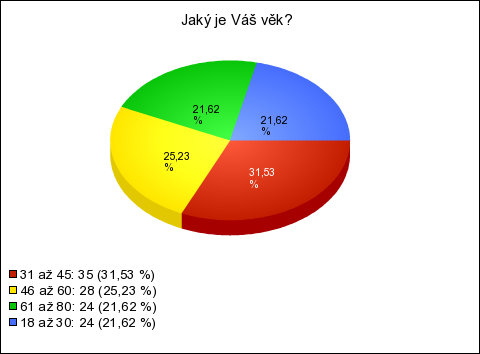 Jaký je Váš věk?
21,62
%
21,62
%
25,23
%
31,53
%
31 až 45: 35 (31,53 %)
46 až 60: 28 (25,23 %)
61 až 80: 24 (21,62 %)
18 až 30: 24 (21,62 %)